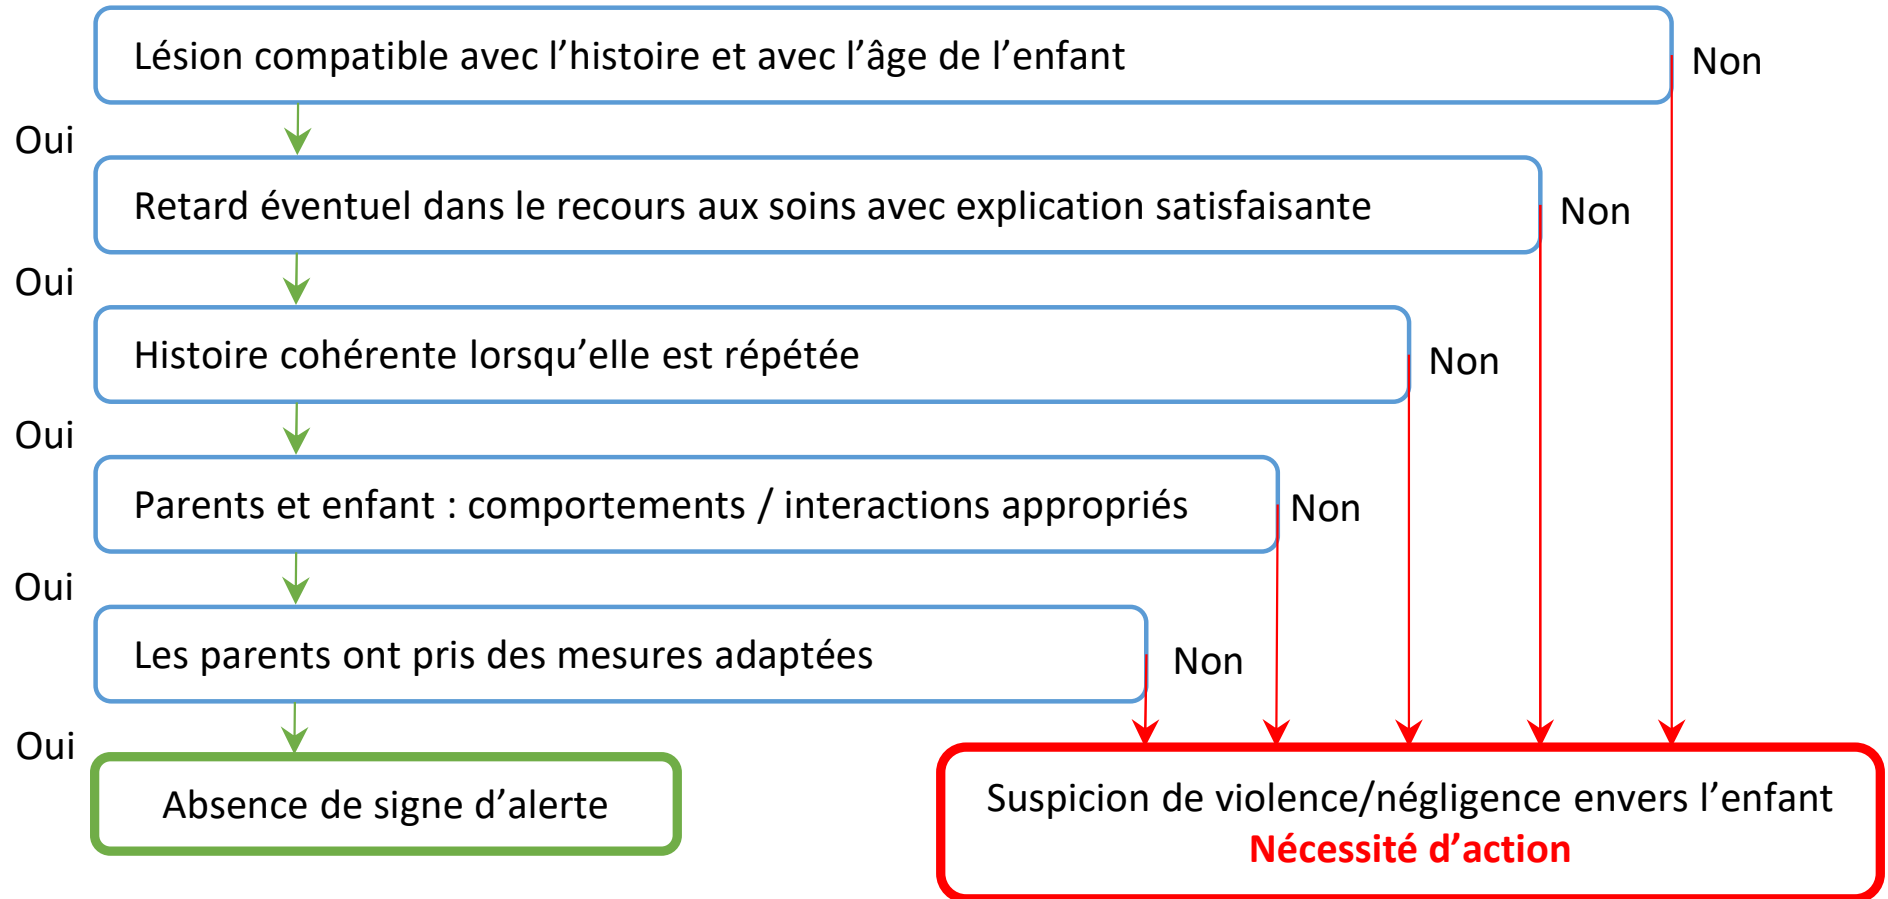 Lésion compatible avec l’histoire et avec l’âge de l’enfant
Non
Oui
Retard éventuel dans le recours aux soins avec explication satisfaisante
Non
Oui
Histoire cohérente lorsqu’elle est répétée
Non
Oui
Parents et enfant : comportements / interactions appropriés
Non
Oui
Les parents ont pris des mesures adaptées
Non
Oui
Absence de signe d’alerte
Suspicion de violence/négligence envers l’enfant
Nécessité d’action